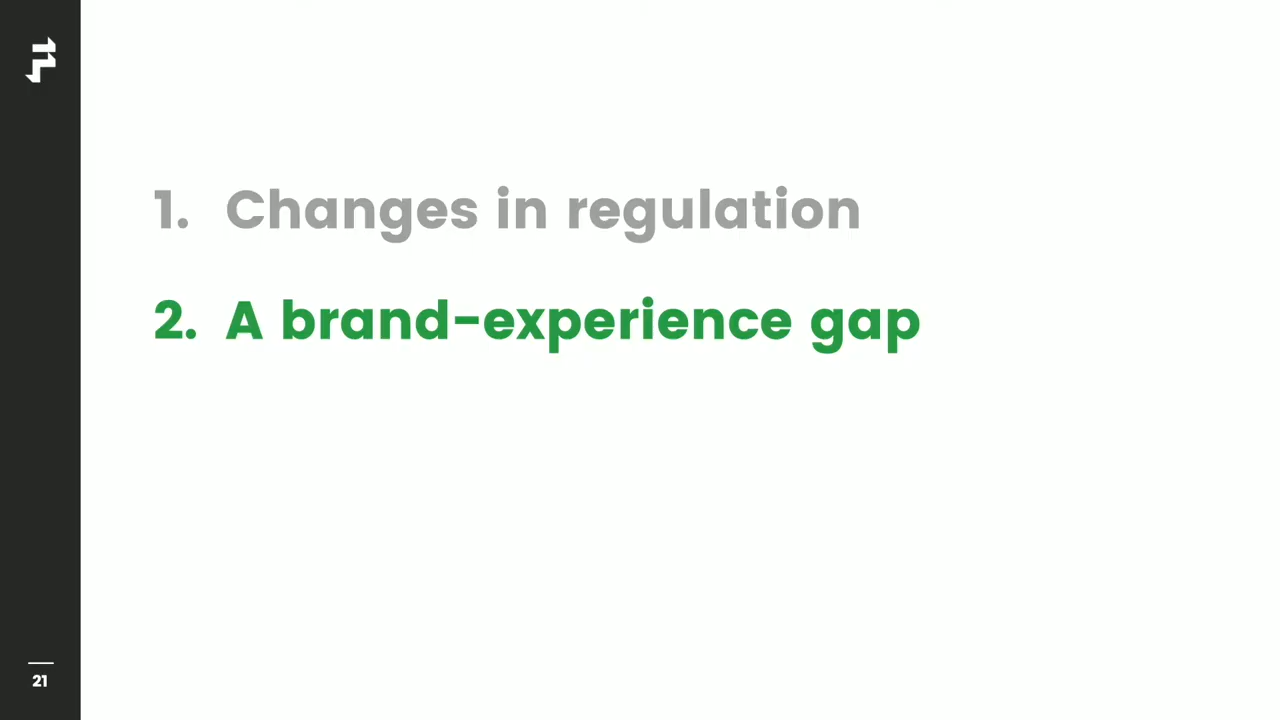 1. Changes in regulation
2. A brand-experience gap
21